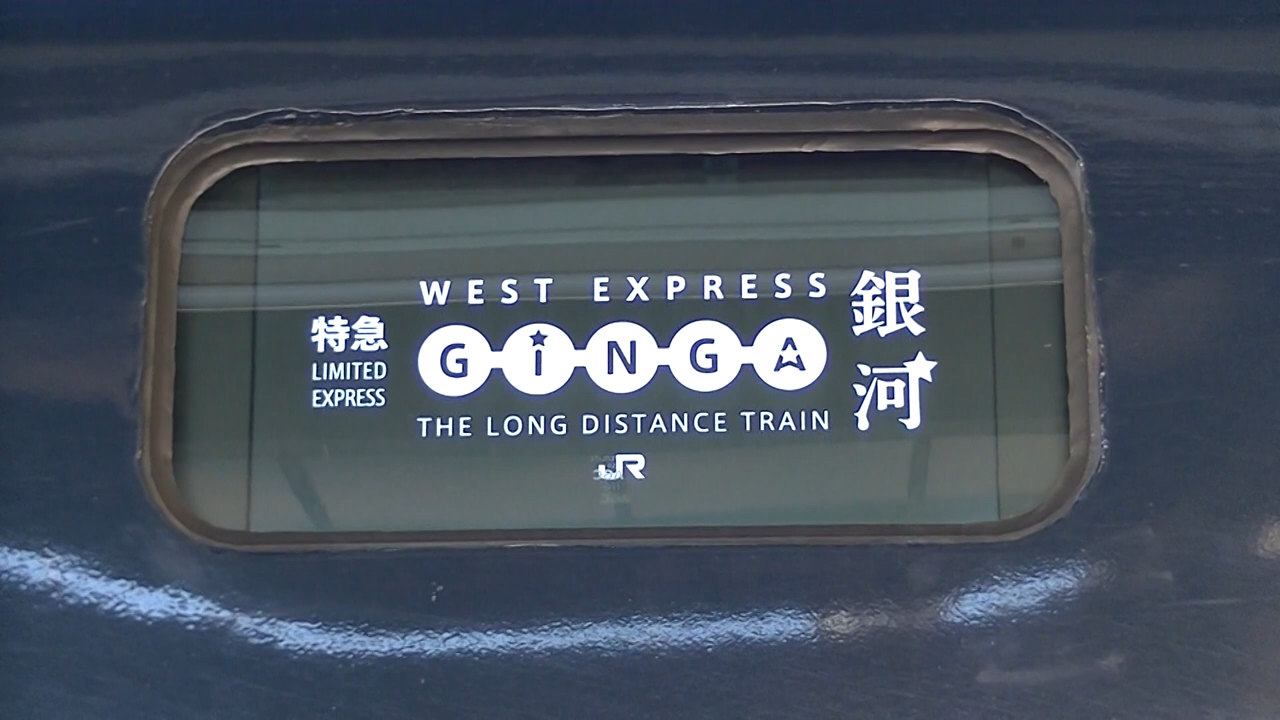 特急
LIMITED
EXPRESS
WEST EXPRESS
GiNGA
THE LONG DISTANCE TRAIN
JR
銀河